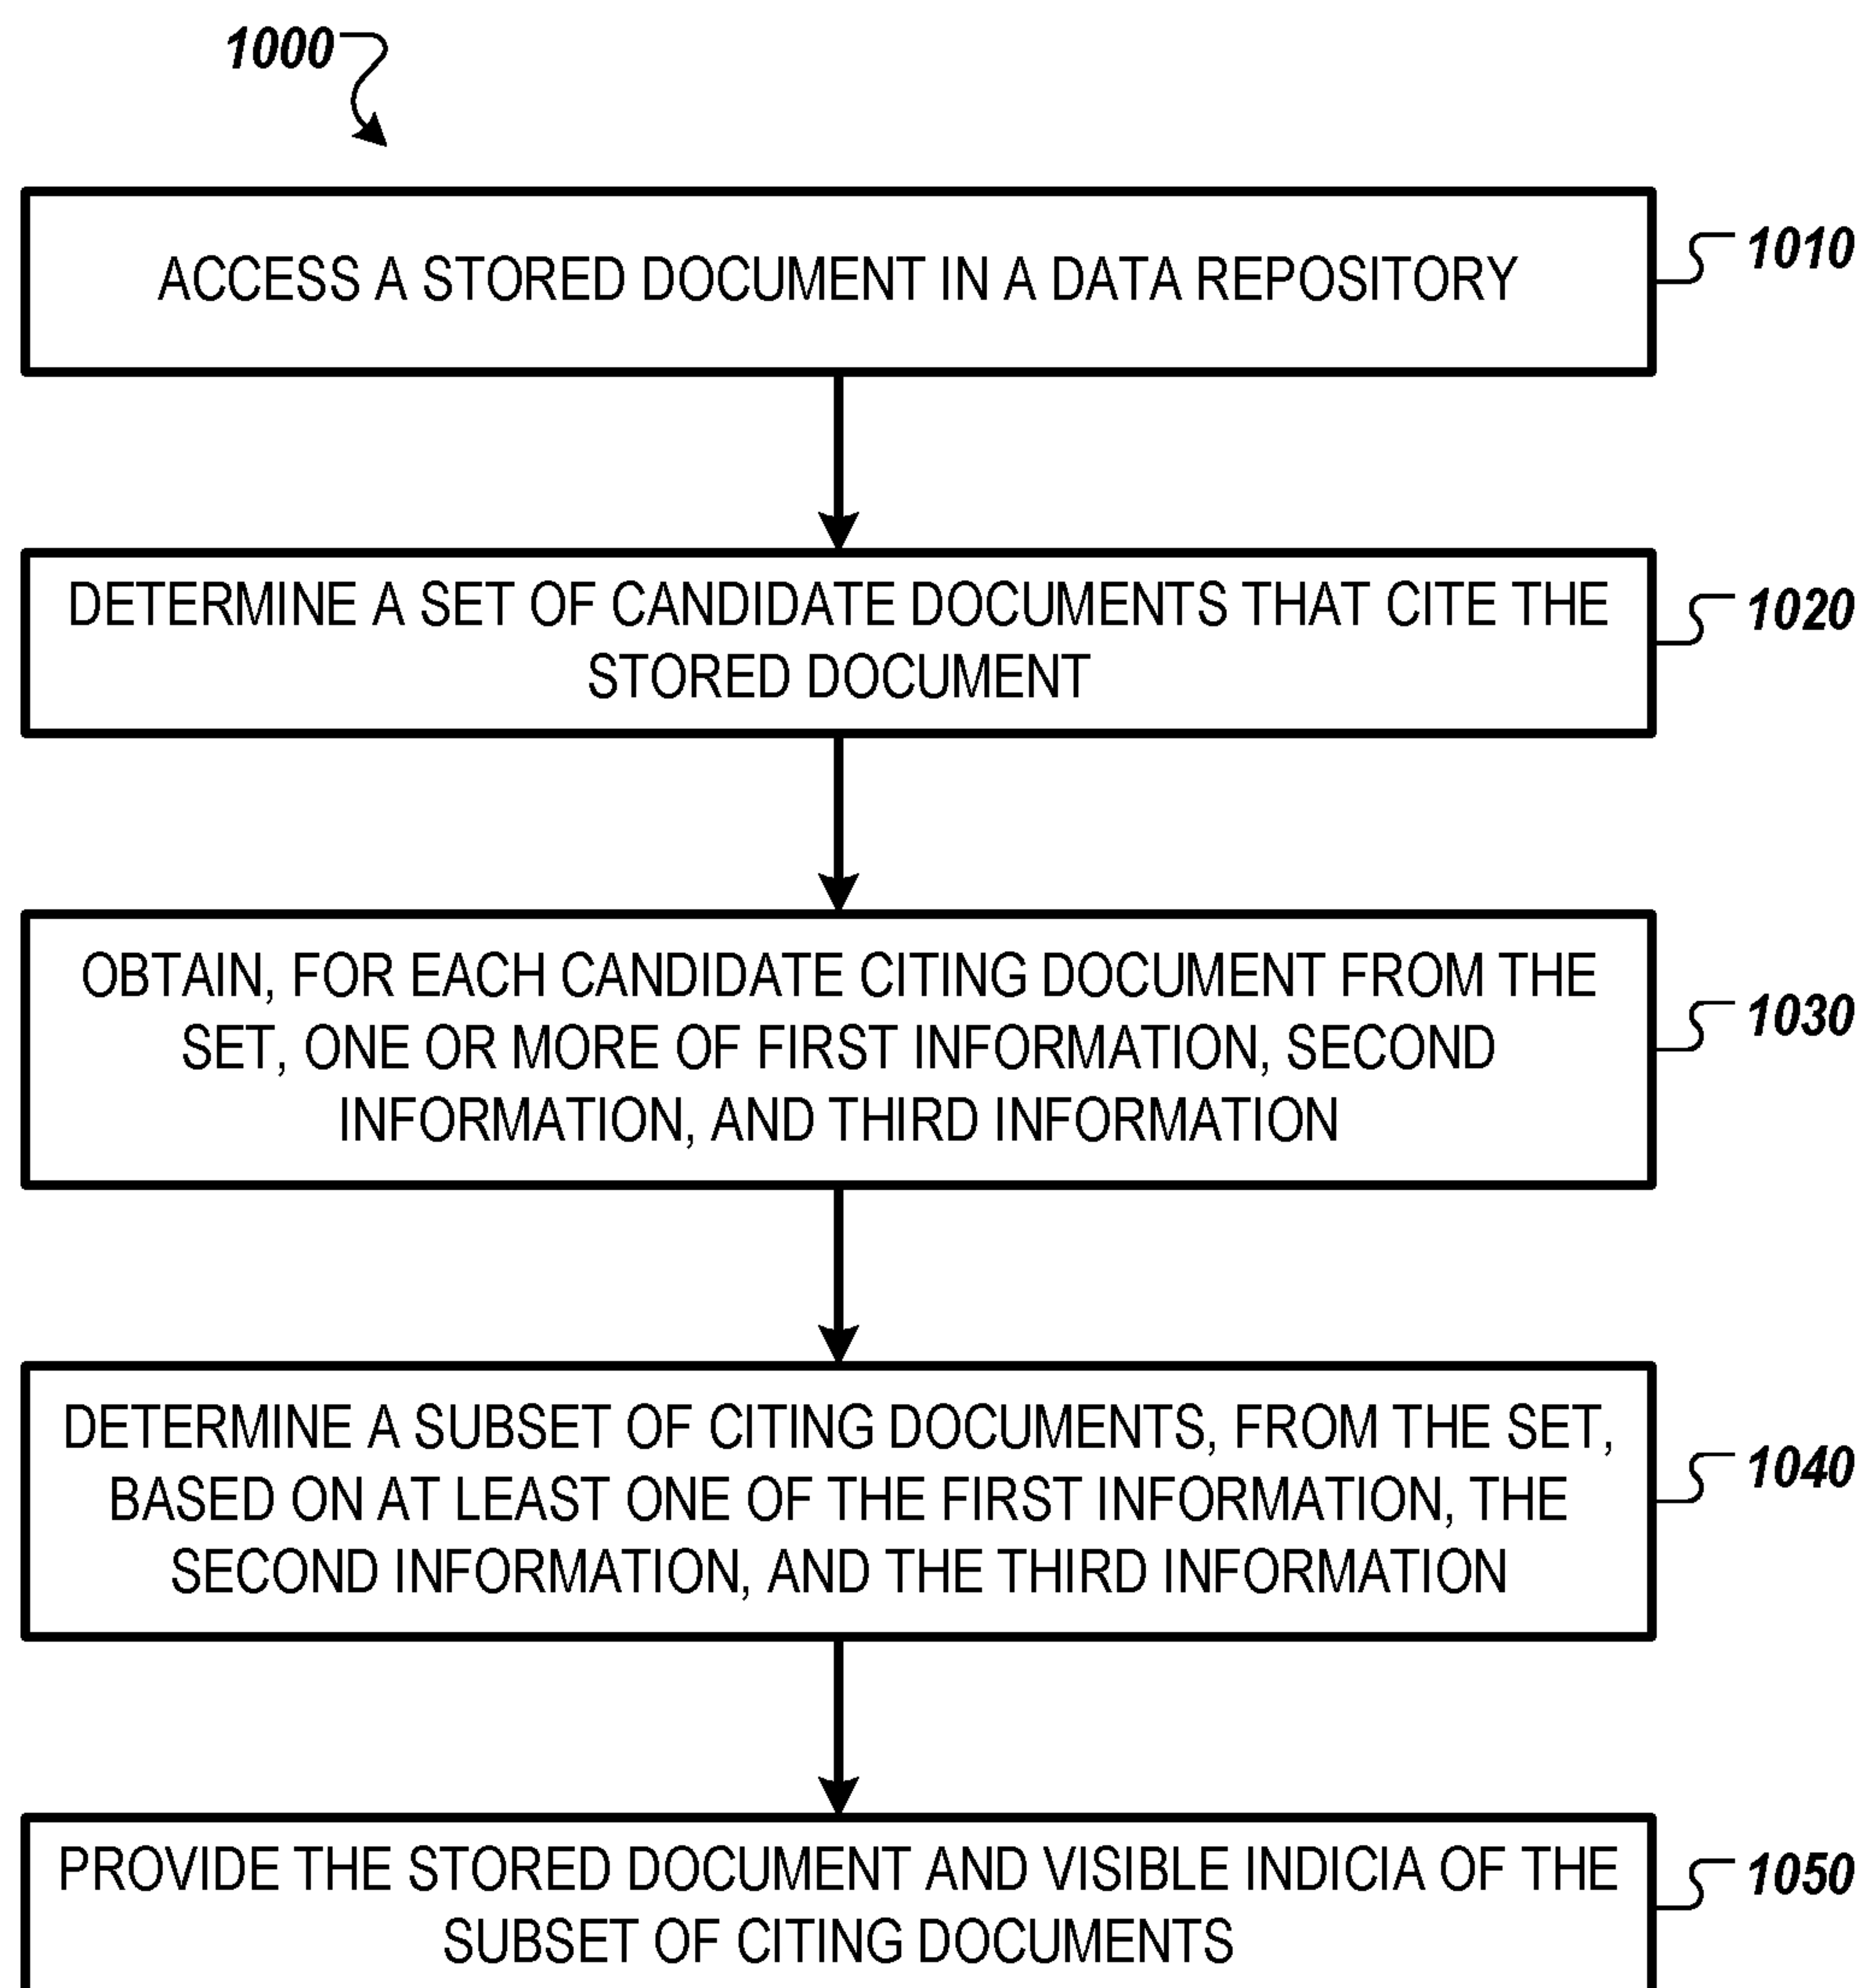 1000
ACCESS A STORED DOCUMENT IN A DATA REPOSITORY
1010
DETERMINE A SET OF CANDIDATE DOCUMENTS THAT CITE THE
STORED DOCUMENT
1020
OBTAIN, FOR EACH CANDIDATE CITING DOCUMENT FROM THE
SET, ONE OR MORE OF FIRST INFORMATION, SECOND
INFORMATION, AND THIRD INFORMATION
1030
DETERMINE A SUBSET OF CITING DOCUMENTS, FROM THE SET,
BASED ON AT LEAST ONE OF THE FIRST INFORMATION, THE
SECOND INFORMATION, AND THE THIRD INFORMATION
1040
PROVIDE THE STORED DOCUMENT AND VISIBLE INDICIA OF THE
SUBSET OF CITING DOCUMENTS
1050